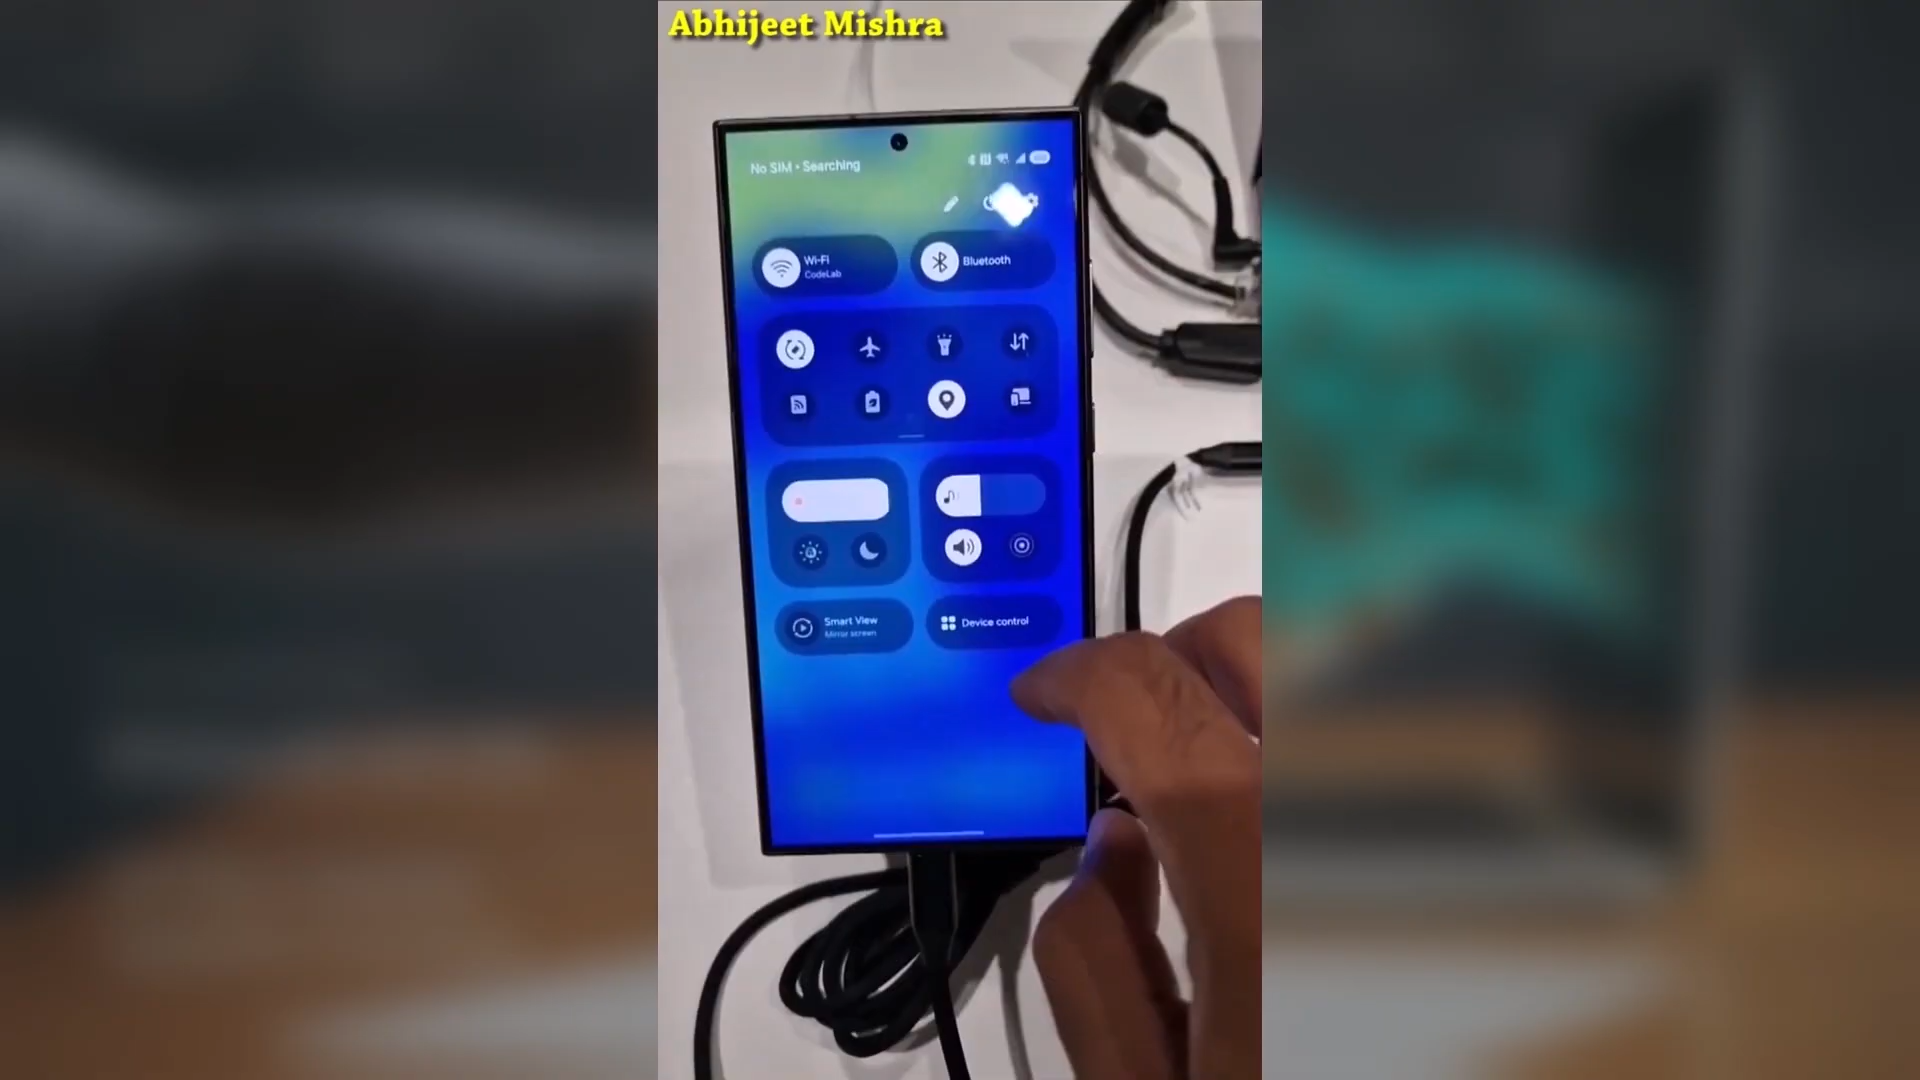 Abhijeet Mishra
No SIM • Searching
Wi-Fi
CodeLab
Bluetooth
Smart View
Mirror screen
Device control